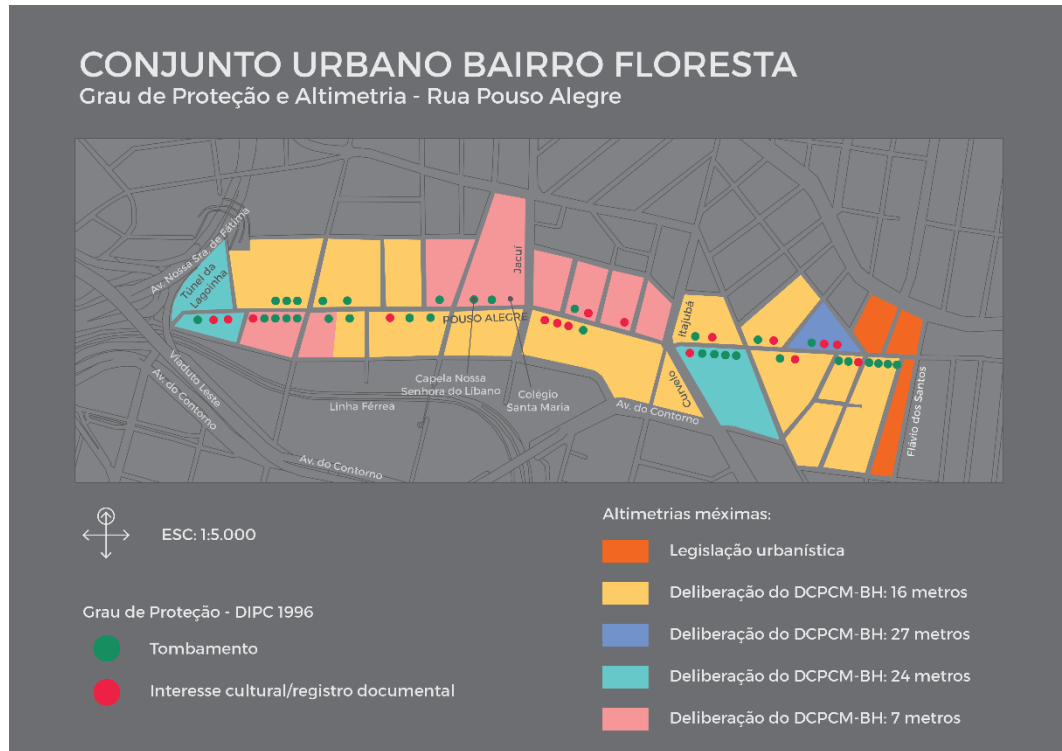 CONJUNTO URBANO BAIRRO FLORESTA
Grau de Proteção e Altimetria - Rua Pouso Alegre
Av. Nossa Sra. de Fátima
Túnel da
Lagoinha
Jacuí
POUSO ALEGRE
Itajubá
Viaduto Leste
Av. do Contorno
Linha Férrea
Capela Nossa
Senhora do Líbano
Colégio
Santa Maria
Curvelo
Av. do Contorno
Flávio dos Santos
Av. do Contorno
ESC: 1:5.000
Grau de Proteção - DIPC 1996
Tombamento
Interesse cultural/registro documental
Altimetrias méximas:
Legislação urbanística
Deliberação do DCPCM-BH: 16 metros
Deliberação do DCPCM-BH: 27 metros
Deliberação do DCPCM-BH: 24 metros
Deliberação do DCPCM-BH: 7 metros